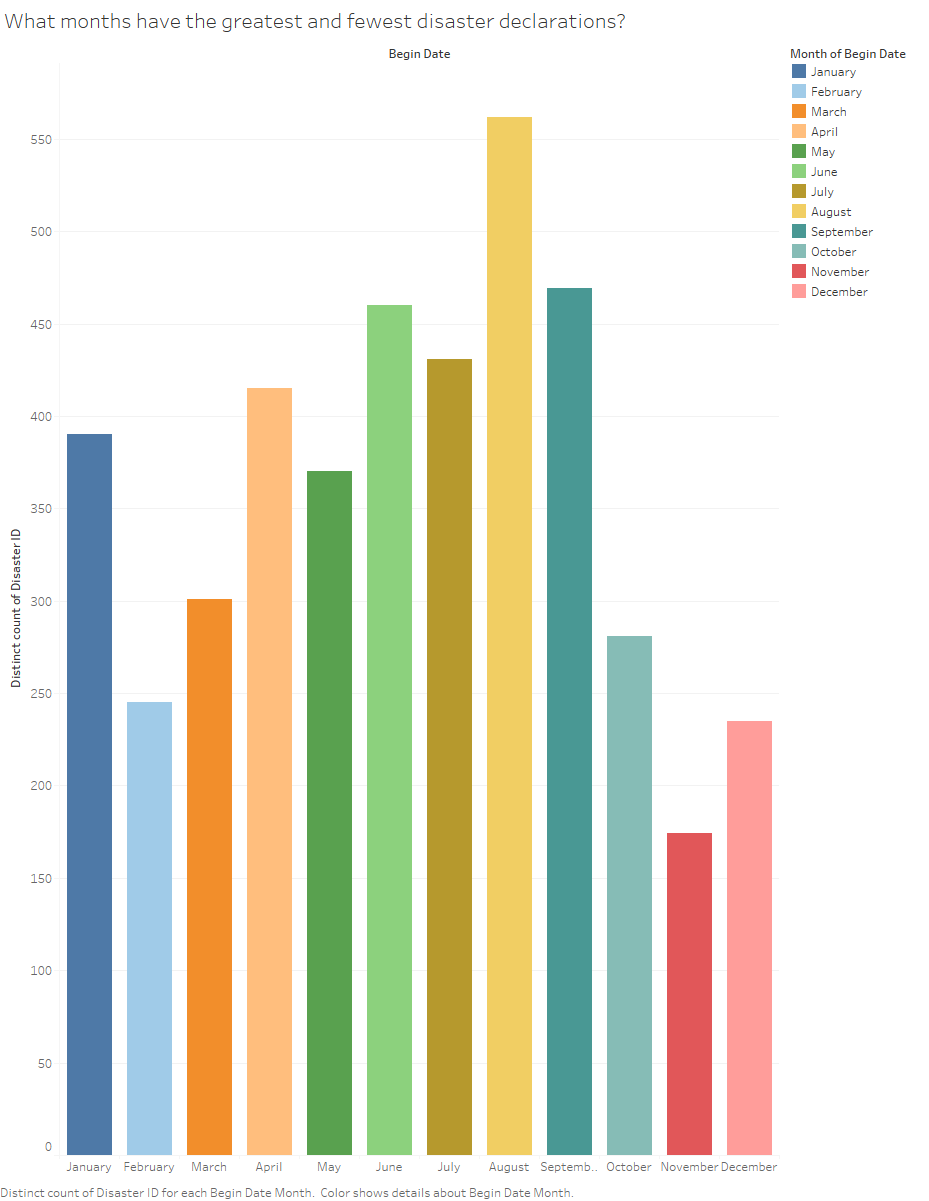 What months have the greatest and fewest disaster declarations?
Begin Date
Month of Begin Date
January
February
March
April
May
June
July
August
September
October
November
December
550
500
450
400
350
300
250
200
150
100
50
0
Distinct count of Disaster ID
January February March April May June July August Septemb.. October November December
Distinct count of Disaster ID for each Begin Date Month. Color shows details about Begin Date Month.